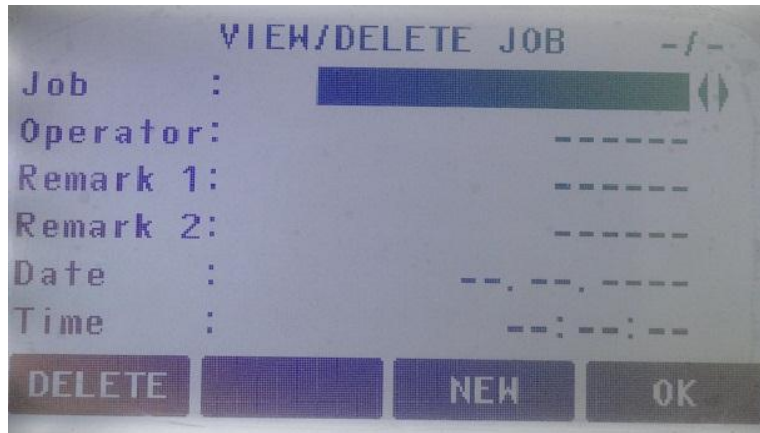 VIEW/DELETE JOB -/-
Job :
Operator: ------
Remark 1: ------
Remark 2: ------
Date : --.--.----
Time : --:--:--
DELETE NEW OK